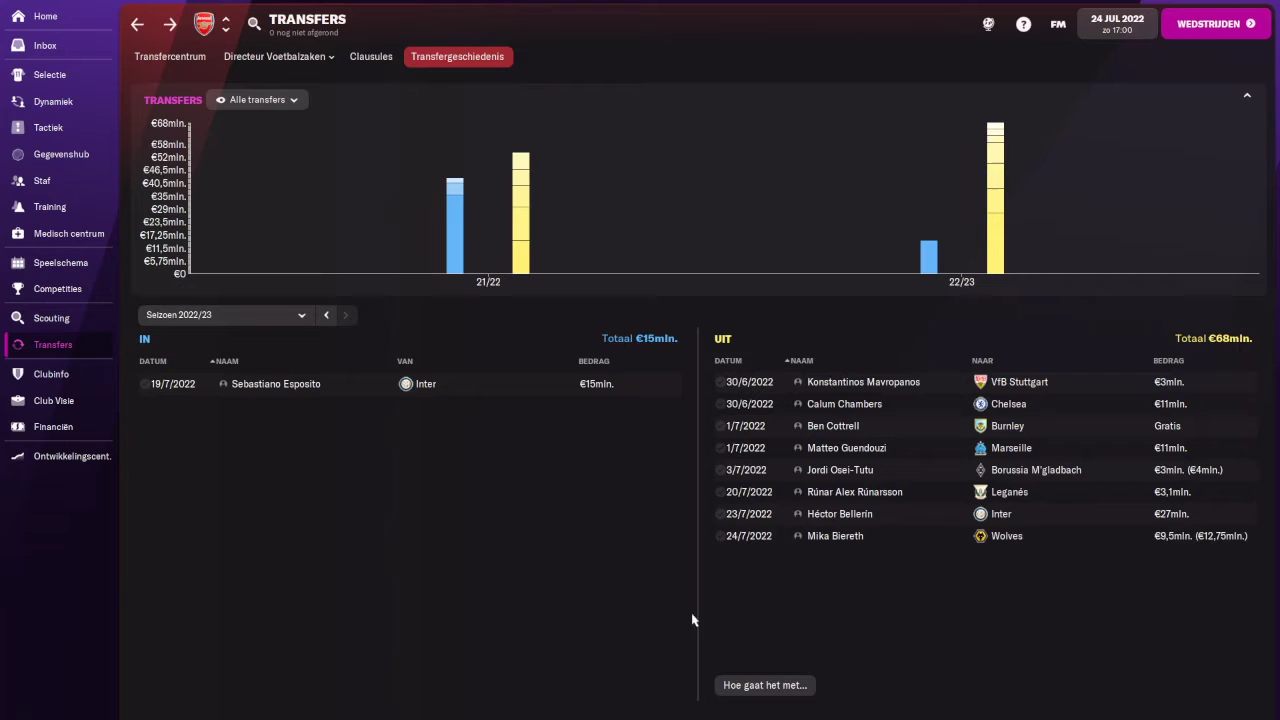 Home
Inbox
Selectie
Dynamiek
Tactiek
Gegevenshub
Staf
Training
Medisch centrum
Speelschema
Competities
Scouting
Transfers
Clubinfo
Club Visie
Financiën
Ontwikkelingscent.
TRANSFERS
0 nog niet afgerond
FM
24 JUL 2022
zo 17:00
WEDSTRIJDEN
Transfercentrum Directeur Voetbalzaken Clausules Transfergeschiedenis
TRANSFERS Alle transfers
€68mln.
€58mln.
€52mln.
€46,5mln.
€40,5mln.
€35mln.
€29mln.
€23,5mln.
€17,25mln.
€11,5mln.
€5,75mln.
€0
21/22 22/23
Seizoen 2022/23
IN Totaal €15mln.
DATUM NAAM VAN BEDRAG
19/7/2022 Sebastiano Esposito Inter €15mln.
UIT Totaal €68mln.
DATUM NAAM NAAR BEDRAG
30/6/2022 Konstantinos Mavropanos VfB Stuttgart €3mln.
30/6/2022 Calum Chambers Chelsea €11mln.
1/7/2022 Ben Cottrell Burnley Gratis
1/7/2022 Matteo Guendouzi Marseille €11mln.
3/7/2022 Jordi Osei-Tutu Borussia M'gladbach €3mln. (€4mln.)
20/7/2022 Rúnar Alex Rúnarsson Leganés €3,1mln.
23/7/2022 Héctor Bellerín Inter €27mln.
24/7/2022 Mika Biereth Wolves €9,5mln. (€12,75mln.)
Hoe gaat het met...